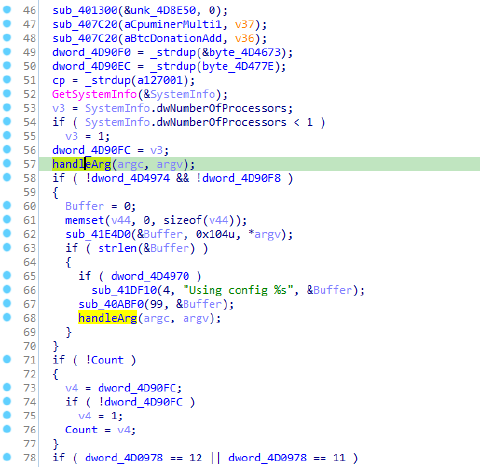 46 sub_401300(&unk_4D8E50, 0);
47 sub_407C20(aCpuminerMulti1, v37);
48 sub_407C20(aBtcDonationAdd, v36);
49 dword_4D90F0 = _strdup(&byte_4D4673);
50 dword_4D90EC = _strdup(byte_4D477E);
51 cp = _strdup(a127001);
52 GetSystemInfo(&SystemInfo);
53 v3 = SystemInfo.dwNumberOfProcessors;
54 if ( SystemInfo.dwNumberOfProcessors < 1 )
55 v3 = 1;
56 dword_4D90FC = v3;
57 handleArg(argc, argv);
58 if ( !dword_4D4974 && !dword_4D90F8 )
59 {
60 Buffer = 0;
61 memset(v44, 0, sizeof(v44));
62 sub_41E4D0(&Buffer, 0x104u, *argv);
63 if ( strlen(&Buffer) )
64 {
65 if ( dword_4D4970 )
66 sub_41DF10(4, "Using config %s", &Buffer);
67 sub_40ABF0(99, &Buffer);
68 handleArg(argc, argv);
69 }
70 }
71 if ( !Count )
72 {
73 v4 = dword_4D90FC;
74 if ( !dword_4D90FC )
75 v4 = 1;
76 Count = v4;
77 }
78 if ( dword_4D0978 == 12 || dword_4D0978 == 11 )